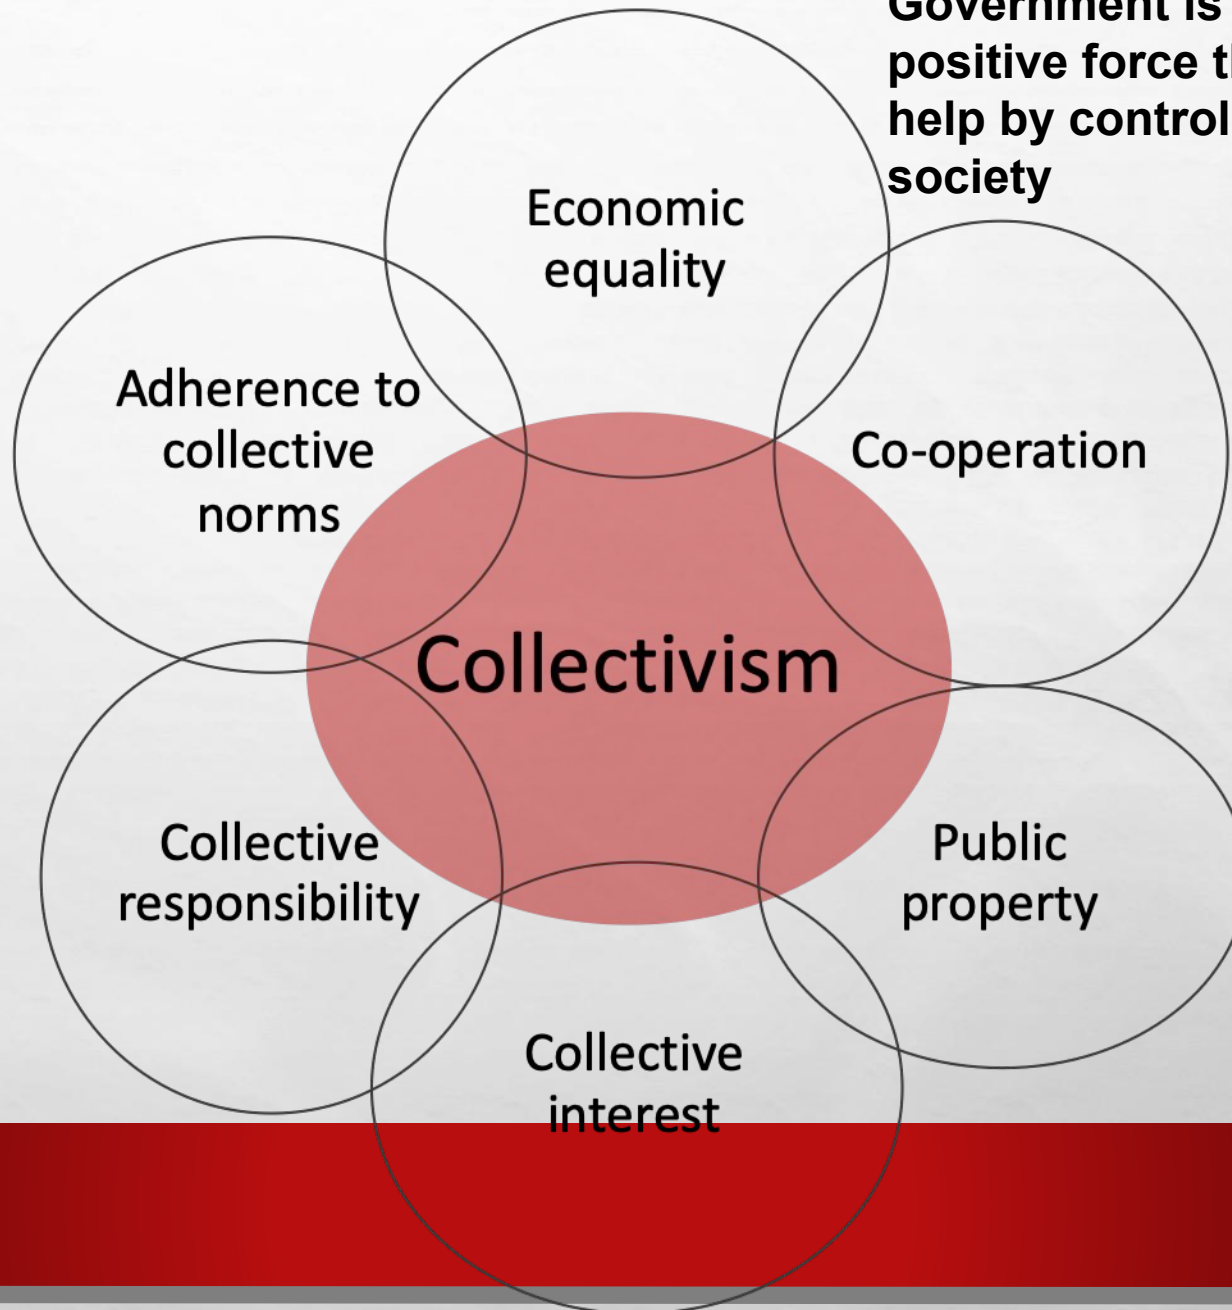 Government is
positive force
help by control
society
Economic
equality
Adherence to
collective
norms
Co-operation
Collectivism
Collective
responsibility
Public
property
Collective
interest